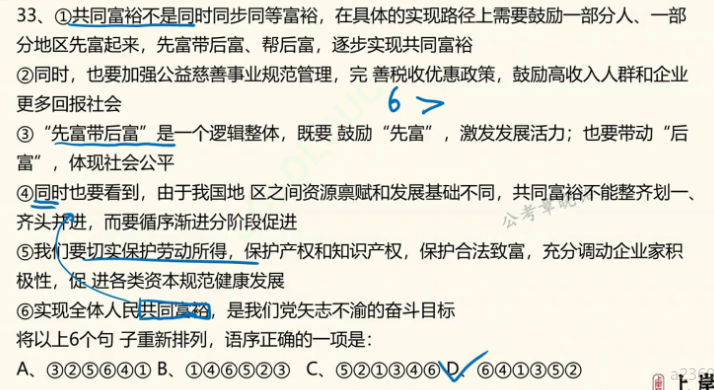 33、①共同富裕不是同时同步同等富裕，在具体的实现路径上需要鼓励一部分人、一部
分地区先富起来，先富带后富、帮后富，逐步实现共同富裕
②同时，也要加强公益慈善事业规范管理，完 善税收优惠政策，鼓励高收入人群和企业
更多回报社会
6 >
③“先富带后富”是一个逻辑整体，既要 鼓励“先富”，激发发展活力；也要带动“后
富”，体现社会公平
④同时也要看到，由于我国地 区之间资源禀赋和发展基础不同，共同富裕不能整齐划一、
齐头并进，而要循序渐进分阶段促进
⑤我们要切实保护劳动所得，保护产权和知识产权，保护合法致富，充分调动企业家积
极性，促 进各类资本规范健康发展
⑥实现全体人民共同富裕，是我们党矢志不渝的奋斗目标
将以上6个句 子重新排列，语序正确的一项是：
A、③②⑤⑥④① B、①④⑥⑤②③ C、⑤②①③④⑥ D、⑥④①③⑤②
上岸